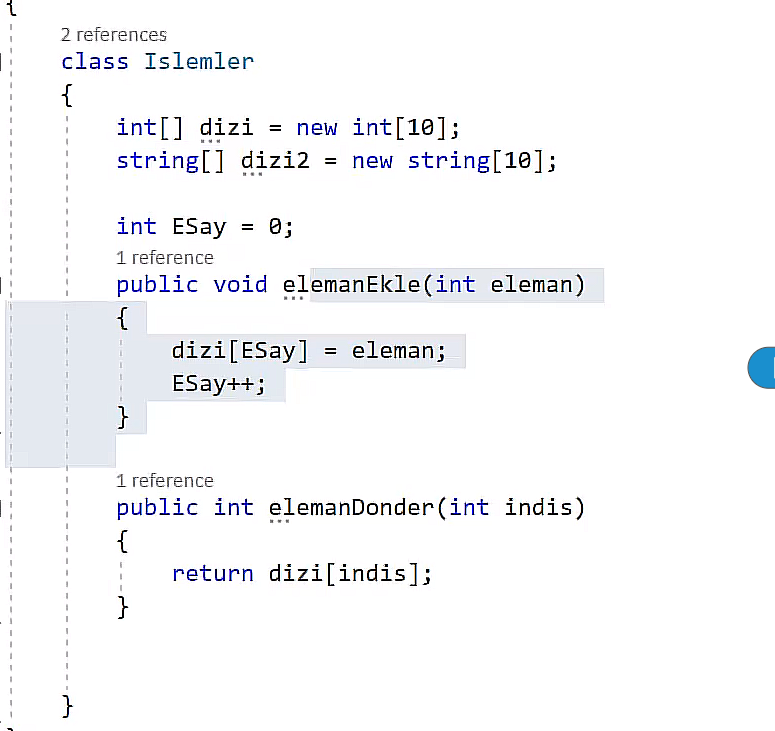 {
2 references
class Islemler
{
int[] dizi = new int[10];
string[] dizi2 = new string[10];
int ESay = 0;
1 reference
public void elemanEkle(int eleman)
{
dizi[ESay] = eleman;
ESay++;
}
1 reference
public int elemanDonder(int indis)
{
return dizi[indis];
}
}